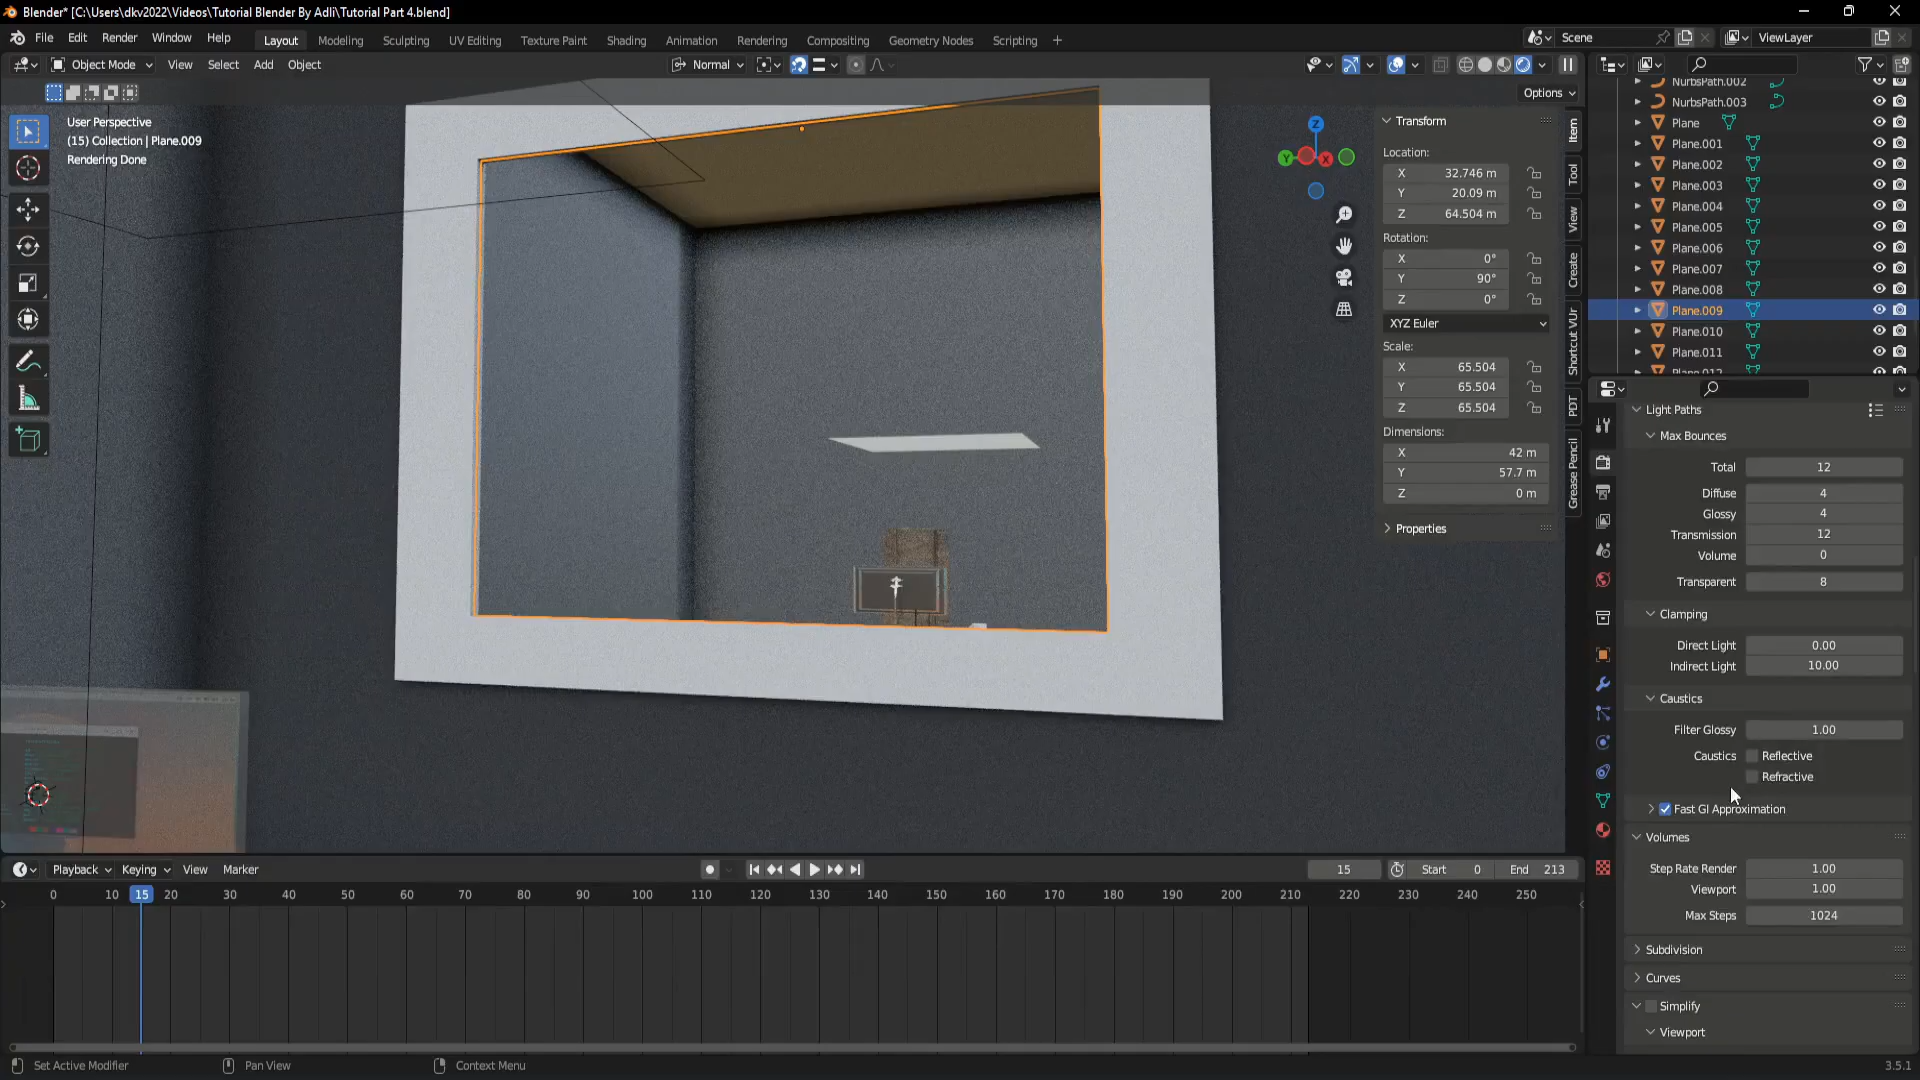 Blender* [C:\Users\dkv2022\Videos\Tutorial Blender By Adli\Tutorial Part 4.blend]
File Edit Render Window Help
Layout Modeling Sculpting UV Editing Texture Paint Shading Animation Rendering Compositing Geometry Nodes Scripting +
Scene
ViewLayer
Object Mode View Select Add Object
Normal
Options
User Perspective
(15) Collection | Plane.009
Rendering Done
Z
Y
X
Transform
Location:
X 32.746 m
Y 20.09 m
Z 64.504 m
Rotation:
X 0°
Y 90°
Z 0°
XYZ Euler
Scale:
X 65.504
Y 65.504
Z 65.504
Dimensions:
X 42 m
Y 57.7 m
Z 0 m
Properties
Item
Tool
View
Create
Shortcut VUr
PDT
Grease Pencil
NurbsPath.002
NurbsPath.003
Plane
Plane.001
Plane.002
Plane.003
Plane.004
Plane.005
Plane.006
Plane.007
Plane.008
Plane.009
Plane.010
Plane.011
Plane.012
Light Paths
Max Bounces
Total 12
Diffuse 4
Glossy 4
Transmission 12
Volume 0
Transparent 8
Clamping
Direct Light 0.00
Indirect Light 10.00
Caustics
Filter Glossy 1.00
Caustics Reflective
Refractive
Fast GI Approximation
Volumes
Step Rate Render 1.00
Viewport 1.00
Max Steps 1024
Subdivision
Curves
Simplify
Viewport
Playback Keying View Marker
15 Start 0 End 213
0 10 15 20 30 40 50 60 70 80 90 100 110 120 130 140 150 160 170 180 190 200 210 220 230 240 250
Set Active Modifier Pan View Context Menu
3.5.1